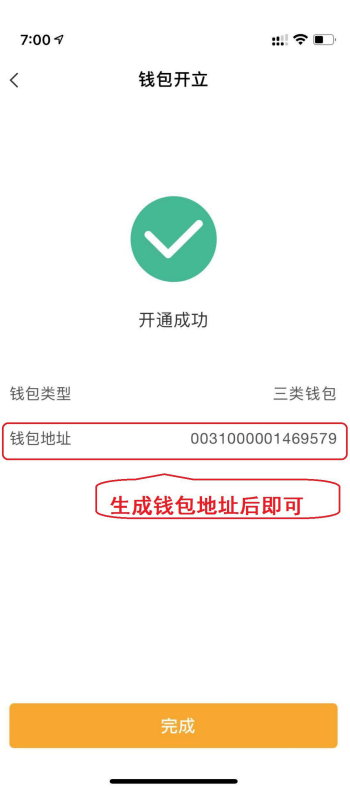 7:00
钱包开立
开通成功
钱包类型 三类钱包
钱包地址 0031000001469579
生成钱包地址后即可
完成